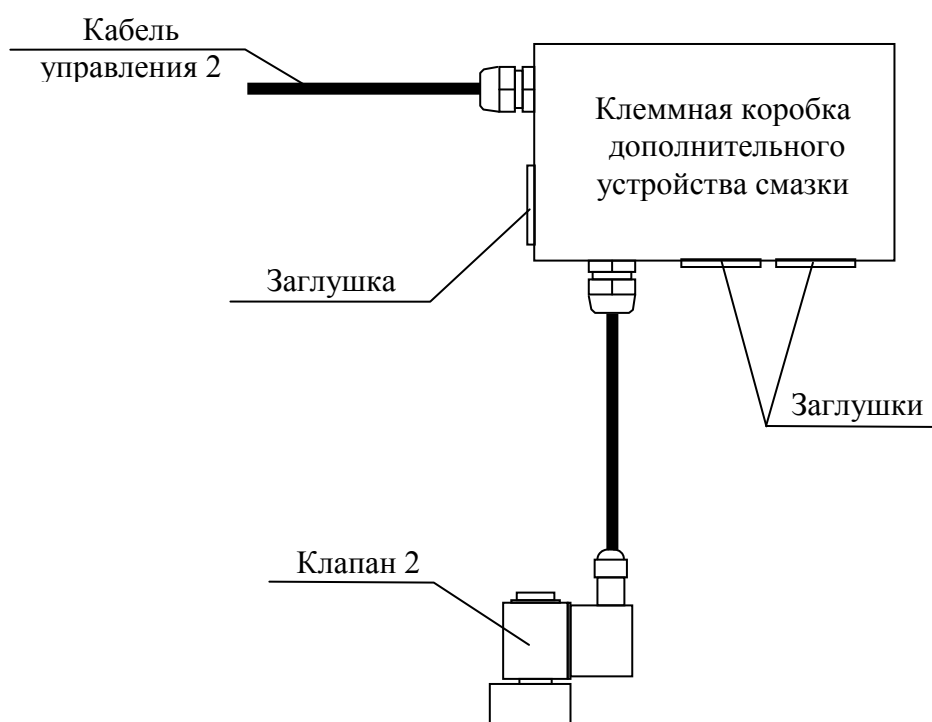 Кабель
управления 2
Клеммная коробка
дополнительного
устройства смазки
Заглушка
Заглушки
Клапан 2